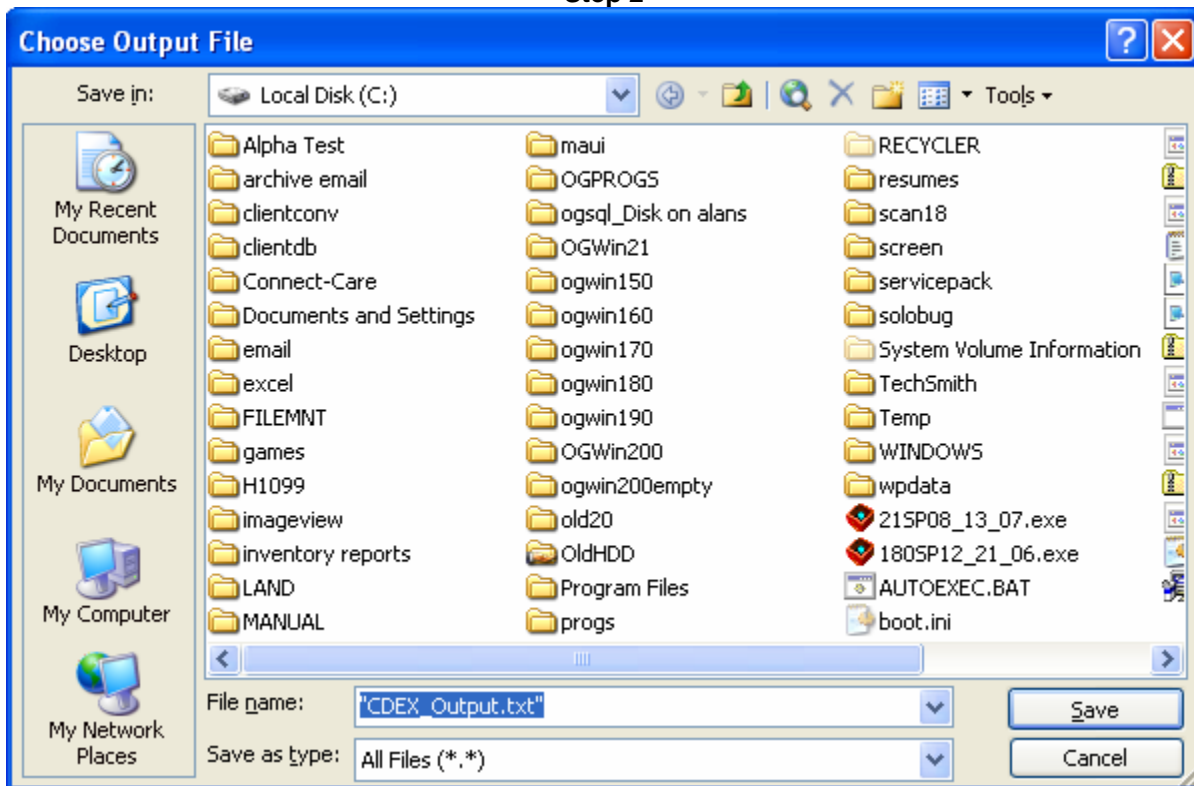 Choose Output File
Save in:
Local Disk (C:)
Tools
My Recent
Documents
Desktop
My Documents
My Computer
My Network
Places
Alpha Test
archive email
clientconv
clientdb
Connect-Care
Documents and Settings
email
excel
FILEMNT
games
H1099
imageview
inventory reports
LAND
MANUAL
maui
OGPROGS
ogsql_Disk on alans
OGWin21
ogwin150
ogwin160
ogwin170
ogwin180
ogwin190
OGWin200
ogwin200empty
old20
OldHDD
Program Files
progs
RECYCLER
resumes
scan18
screen
servicepack
solobug
System Volume Information
TechSmith
Temp
WINDOWS
wpdata
21SP08_13_07.exe
180SP12_21_06.exe
AUTOEXEC.BAT
boot.ini
File name:
"CDEX_Output.txt"
Save
Save as type:
All Files (*.*)
Cancel